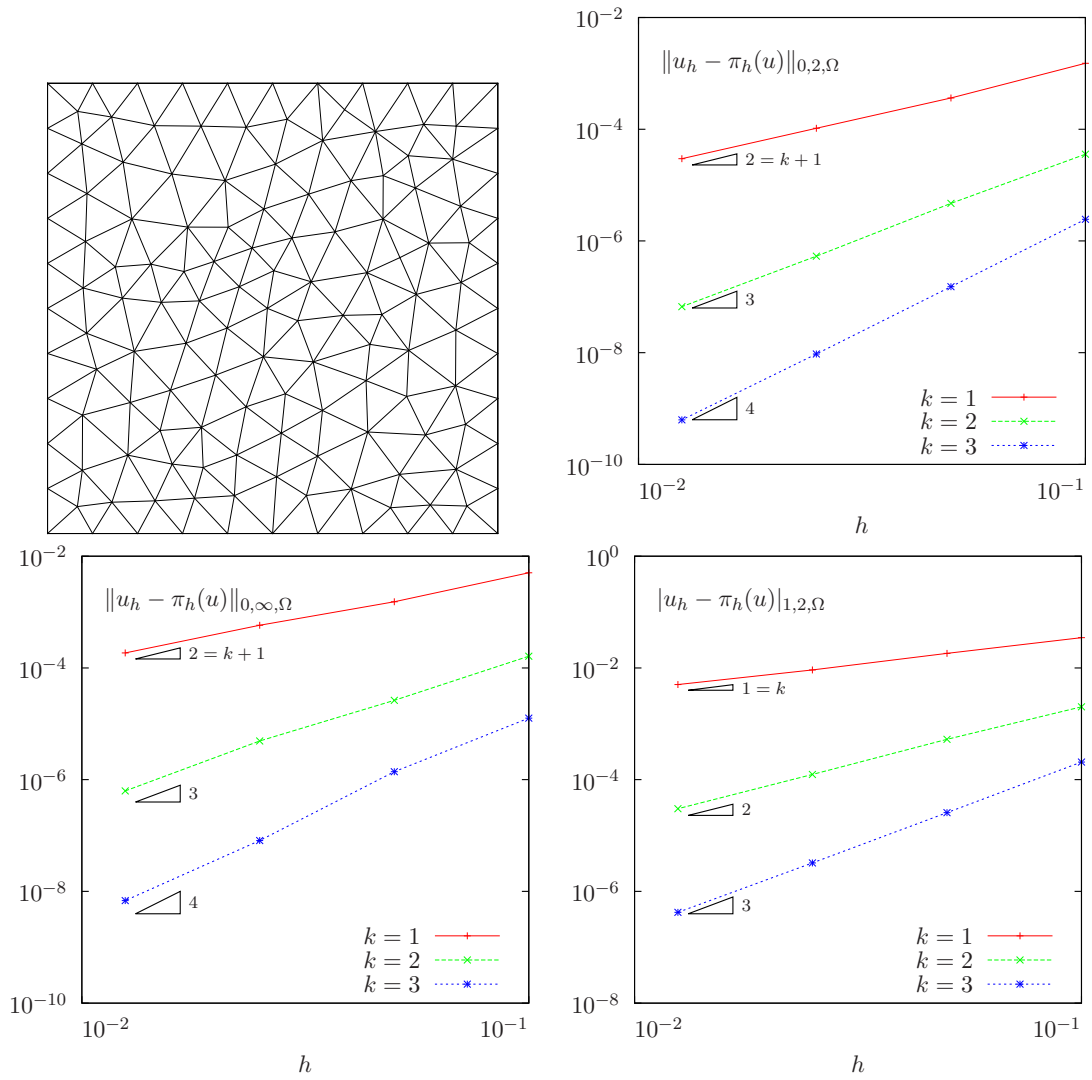 10^{-2}
‖u_h − π_h(u)‖_{0,2,Ω}
10^{-4}
2 = k + 1
10^{-6}
3
10^{-8}
4
k = 1
k = 2
k = 3
10^{-10}
10^{-2}
10^{-1}
h
10^{-2}
‖u_h − π_h(u)‖_{0,∞,Ω}
2 = k + 1
10^{-4}
3
10^{-6}
10^{-8}
4
k = 1
k = 2
k = 3
10^{-10}
10^{-2}
10^{-1}
h
10^{0}
|u_h − π_h(u)|_{1,2,Ω}
10^{-2}
1 = k
10^{-4}
2
10^{-6}
3
k = 1
k = 2
k = 3
10^{-8}
10^{-2}
10^{-1}
h